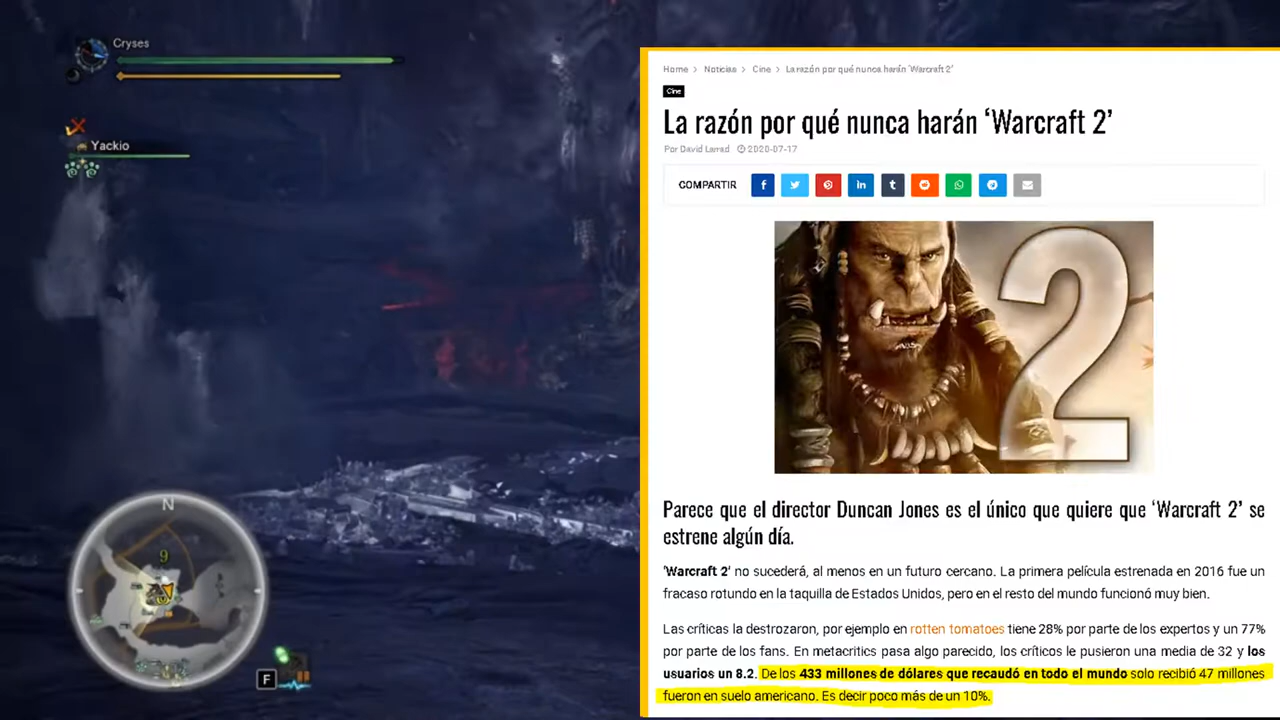 Cryses
Yackio
N
9
F
Home > Noticias > Cine > La razón por qué nunca harán ‘Warcraft 2’
Cine
La razón por qué nunca harán ‘Warcraft 2’
Por David Larrad 2020-07-17
COMPARTIR
2
Parece que el director Duncan Jones es el único que quiere que ‘Warcraft 2’ se
estrene algún día.
‘Warcraft 2’ no sucederá, al menos en un futuro cercano. La primera película estrenada en 2016 fue un
fracaso rotundo en la taquilla de Estados Unidos, pero en el resto del mundo funcionó muy bien.
Las críticas la destrozaron, por ejemplo en rotten tomatoes tiene 28% por parte de los expertos y un 77%
por parte de los fans. En metacritics pasa algo parecido, los críticos le pusieron una media de 32 y los
usuarios un 8.2. De los 433 millones de dólares que recaudó en todo el mundo solo recibió 47 millones
fueron en suelo americano. Es decir poco más de un 10%.